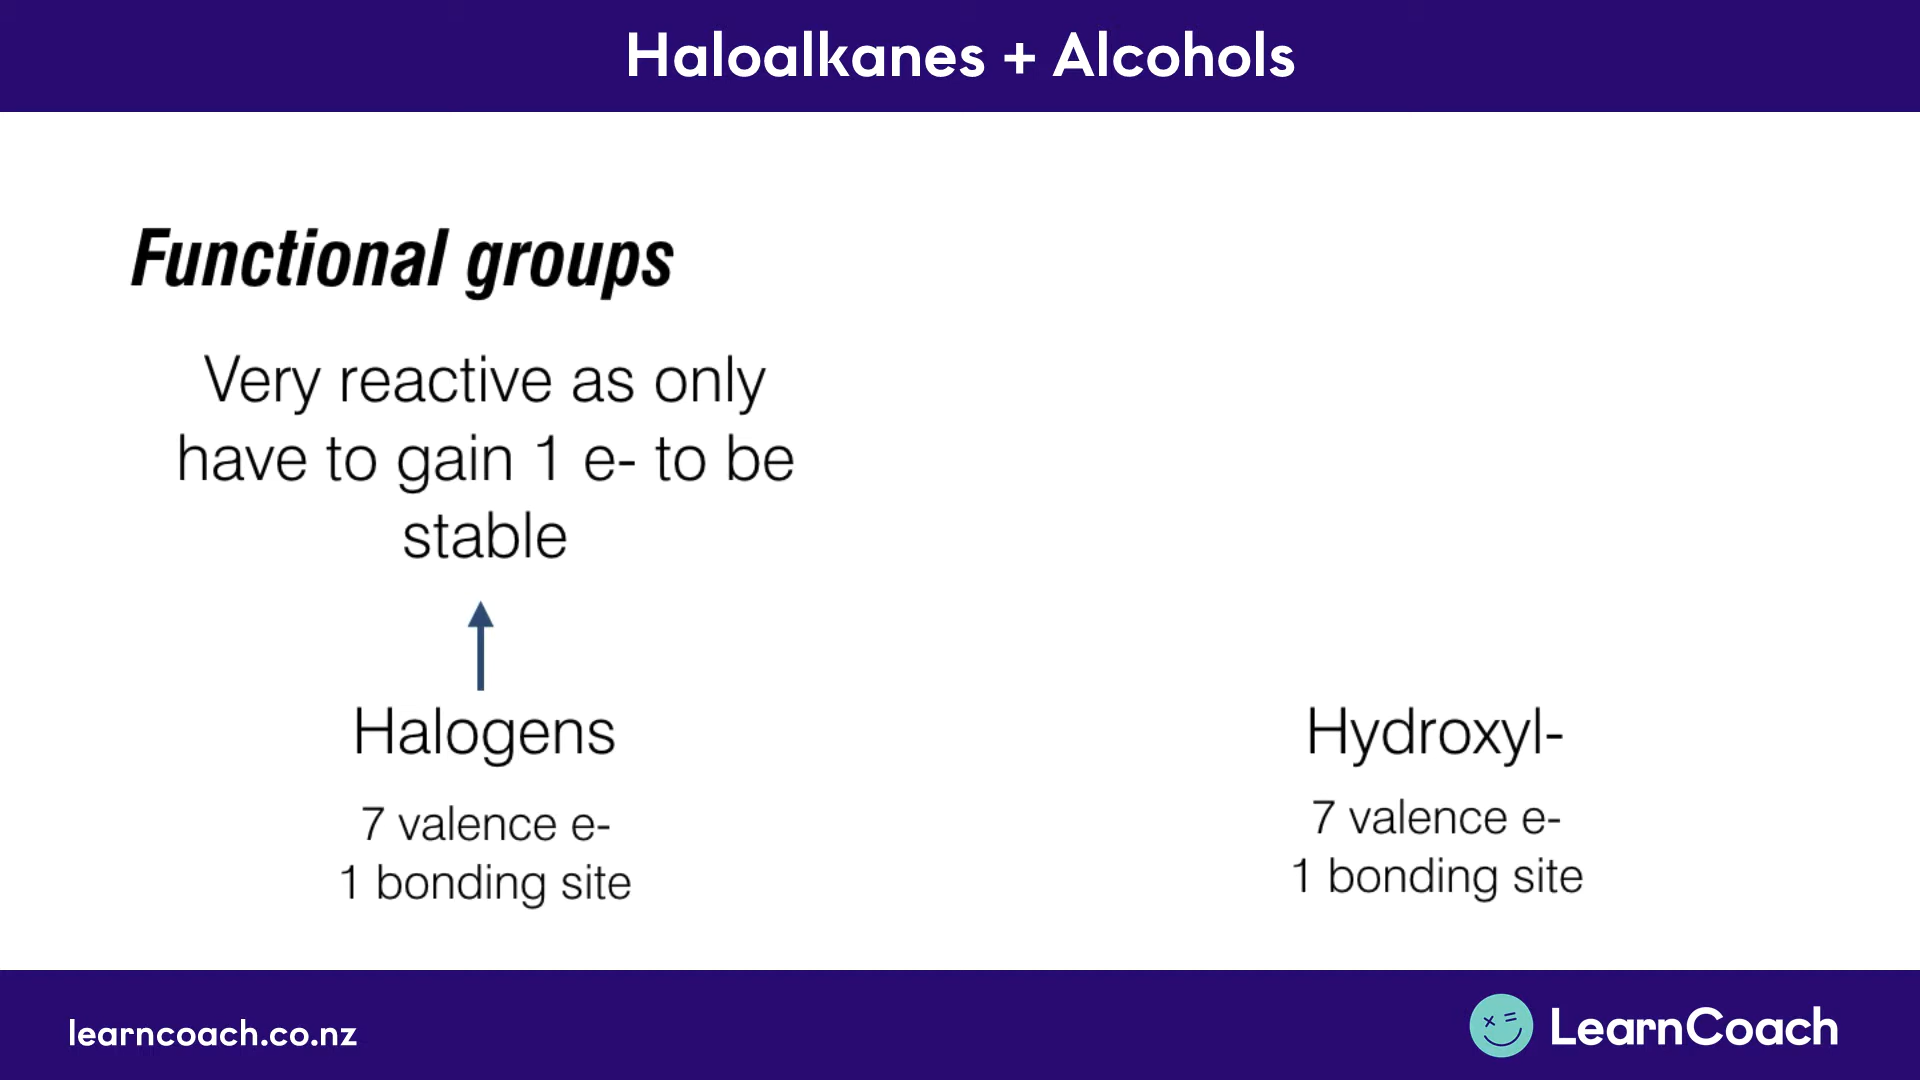 Haloalkanes + Alcohols
Functional groups
Very reactive as only
have to gain 1 e- to be
stable
Halogens
7 valence e-
1 bonding site
Hydroxyl-
7 valence e-
1 bonding site
learncoach.co.nz
LearnCoach